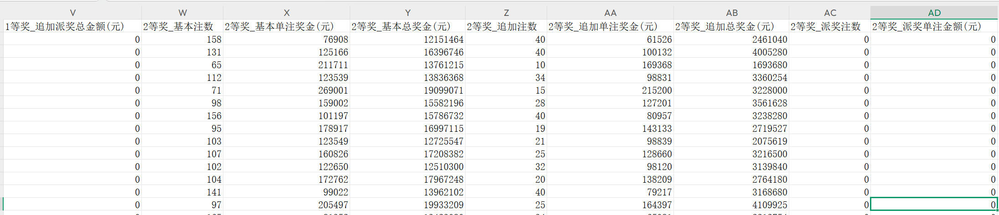 V W X Y Z AA AB AC AD
1等奖_追加派奖总金额(元) 2等奖_基本注数 2等奖_基本单注奖金(元) 2等奖_基本总奖金(元) 2等奖_追加注数 2等奖_追加单注奖金(元) 2等奖_追加总奖金(元) 2等奖_派奖注数 2等奖_派奖单注金额(元)
0 158 76908 12151464 40 61526 2461040 0 0
0 131 125166 16396746 40 100132 4005280 0 0
0 65 211711 13761215 10 169368 1693680 0 0
0 112 123539 13836368 34 98831 3360254 0 0
0 71 269001 19099071 15 215200 3228000 0 0
0 98 159002 15582196 28 127201 3561628 0 0
0 156 101197 15786732 40 80957 3238280 0 0
0 95 178917 16997115 19 143133 2719527 0 0
0 103 123549 12725547 21 98839 2075619 0 0
0 107 160826 17208382 25 128660 3216500 0 0
0 102 122650 12510300 32 98120 3139840 0 0
0 104 172762 17967248 20 138209 2764180 0 0
0 141 99022 13962102 40 79217 3168680 0 0
0 97 205497 19933209 25 164397 4109925 0 0